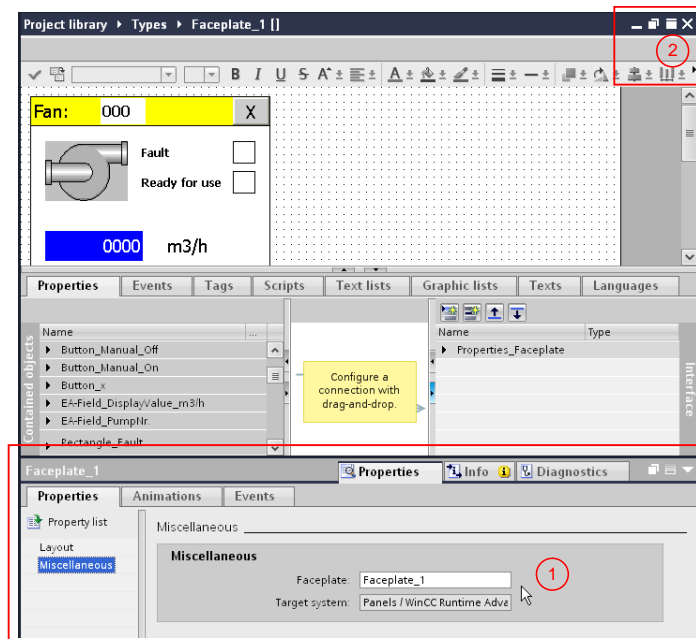 Project library ▸ Types ▸ Faceplate_1 []
2
B I U S A
Fan: 000 X
Fault
Ready for use
0000 m3/h
Properties Events Tags Scripts Text lists Graphic lists Texts Languages
Name ... Name Type
Button_Manual_Off Properties_Faceplate
Button_Manual_On
Button_x
EA-Field_DisplayValue_m3/h
EA-Field_PumpNr.
Rectangle_Fault
Contained objects
Configure a
connection with
drag-and-drop.
Interface
Faceplate_1 Properties Info Diagnostics
Properties Animations Events
Property list
Layout
Miscellaneous
Miscellaneous
Miscellaneous
Faceplate: Faceplate_1
Target system: Panels / WinCC Runtime Adva
1